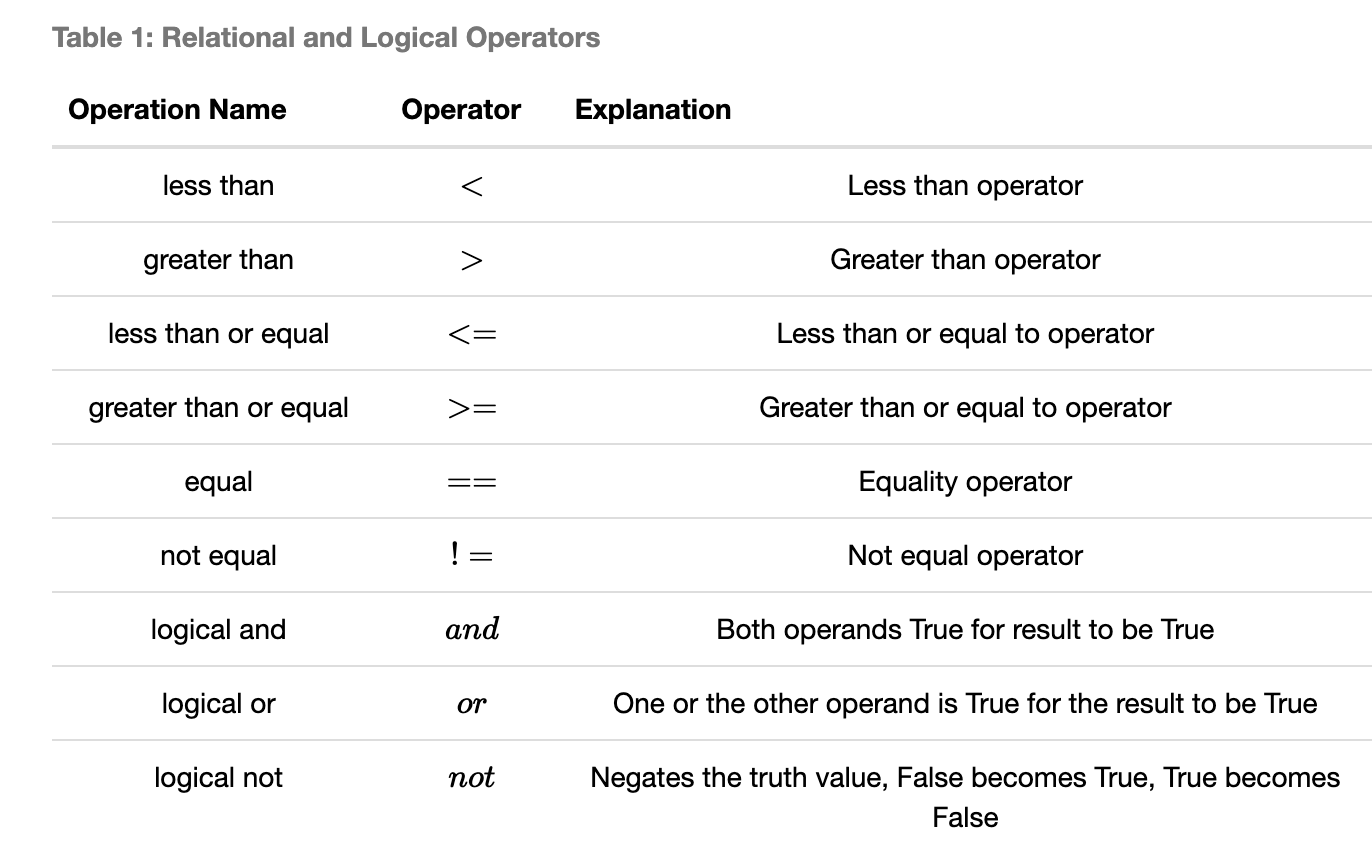 Table 1: Relational and Logical Operators
Operation Name Operator Explanation
less than < Less than operator
greater than > Greater than operator
less than or equal <= Less than or equal to operator
greater than or equal >= Greater than or equal to operator
equal == Equality operator
not equal != Not equal operator
logical and and Both operands True for result to be True
logical or or One or the other operand is True for the result to be True
logical not not Negates the truth value, False becomes True, True becomes
False